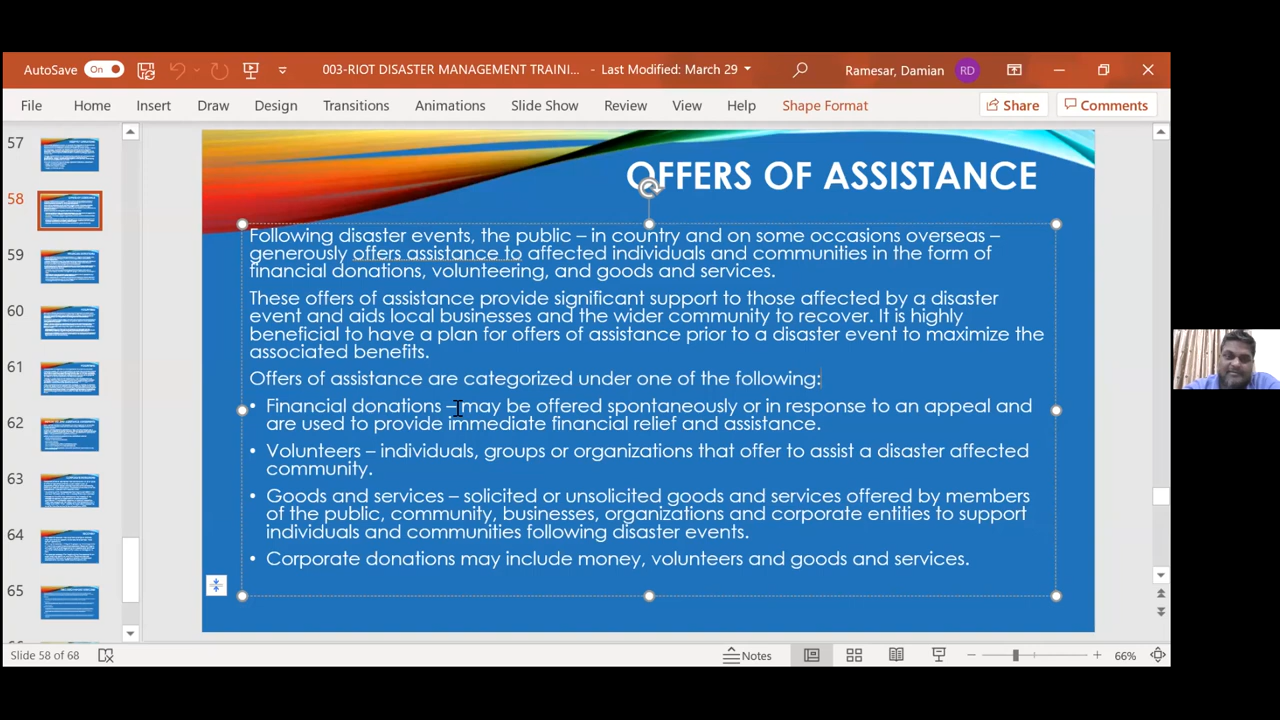 AutoSave On 003-RIOT DISASTER MANAGEMENT TRAINI... - Last Modified: March 29 Ramesar, Damian RD
File Home Insert Draw Design Transitions Animations Slide Show Review View Help Shape Format Share Comments
57
58
59
60
61
62
63
64
65
OFFERS OF ASSISTANCE
Following disaster events, the public – in country and on some occasions overseas –
generously offers assistance to affected individuals and communities in the form of
financial donations, volunteering, and goods and services.
These offers of assistance provide significant support to those affected by a disaster
event and aids local businesses and the wider community to recover. It is highly
beneficial to have a plan for offers of assistance prior to a disaster event to maximize the
associated benefits.
Offers of assistance are categorized under one of the following:
• Financial donations – may be offered spontaneously or in response to an appeal and
are used to provide immediate financial relief and assistance.
• Volunteers – individuals, groups or organizations that offer to assist a disaster affected
community.
• Goods and services – solicited or unsolicited goods and services offered by members
of the public, community, businesses, organizations and corporate entities to support
individuals and communities following disaster events.
• Corporate donations may include money, volunteers and goods and services.
Slide 58 of 68 Notes 66%